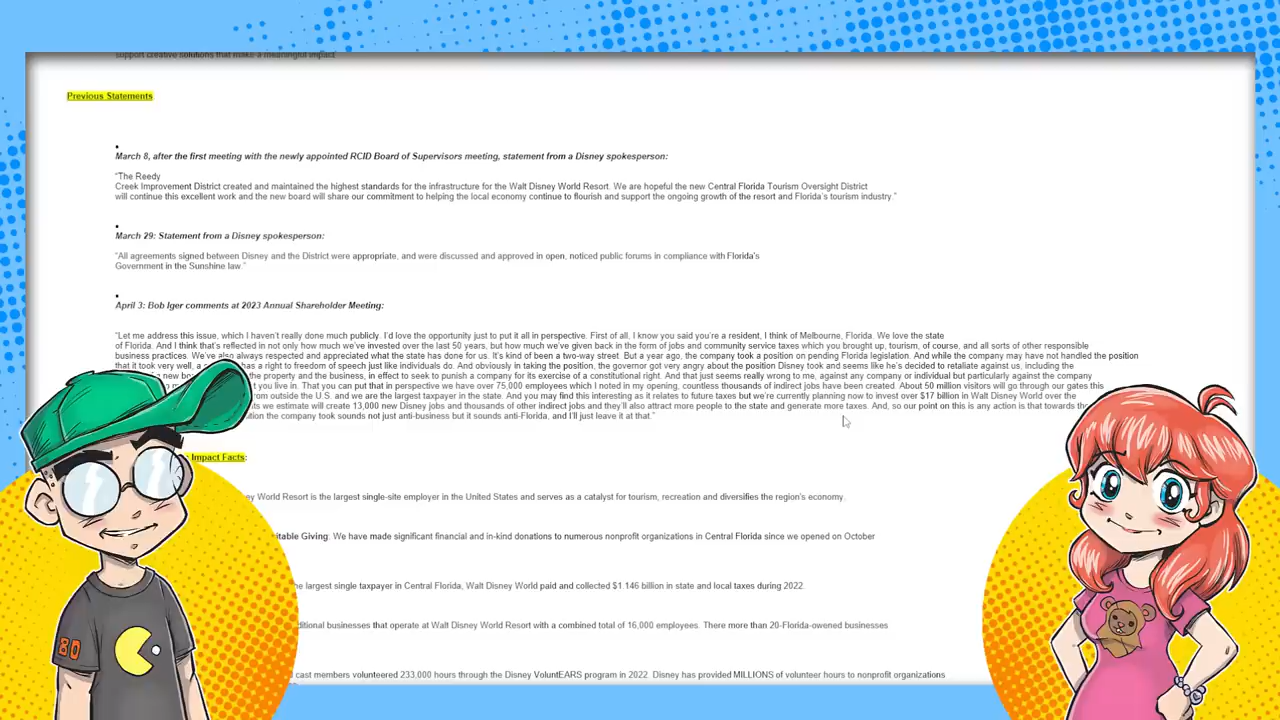 support creative solutions that make a meaningful impact"
Previous Statements
March 8, after the first meeting with the newly appointed RCID Board of Supervisors meeting, statement from a Disney spokesperson:
"The Reedy
Creek Improvement District created and maintained the highest standards for the infrastructure for the Walt Disney World Resort. We are hopeful the new Central Florida Tourism Oversight District
will continue this excellent work and the new board will share our commitment to helping the local economy continue to flourish and support the ongoing growth of the resort and Florida's tourism industry."
March 29: Statement from a Disney spokesperson:
"All agreements signed between Disney and the District were appropriate, and were discussed and approved in open, noticed public forums in compliance with Florida's
Government in the Sunshine law."
April 3: Bob Iger comments at 2023 Annual Shareholder Meeting:
"Let me address this issue, which I haven't really done much publicly. I'd love the opportunity just to put it all in perspective. First of all, I know you said you're a resident, I think of Melbourne, Florida. We love the state
of Florida. And I think that's reflected in not only how much we've invested over the last 50 years, but how much we've given back in the form of jobs and community service taxes which you brought up, tourism, of course, and all sorts of other responsible
business practices. We've also always respected and appreciated what the state has done for us. It's kind of been a two-way street. But a year ago, the company took a position on pending Florida legislation. And while the company may have not handled the position
that it took very well, a has a right to freedom of speech just like individuals do. And obviously in taking the position, the governor got very angry about the position Disney took and seems like he's decided to retaliate against us, including the
new bo the property and the business, in effect to seek to punish a company for its exercise of a constitutional right. And that just seems really wrong to me, against any company or individual but particularly against the company
t you live in. That you can put that in perspective we have over 75,000 employees which I noted in my opening, countless thousands of indirect jobs have been created. About 50 million visitors will go through our gates this
from outside the U.S. and we are the largest taxpayer in the state. And you may find this interesting as it relates to future taxes but we're currently planning now to invest over $17 billion in Walt Disney World over the
ts we estimate will create 13,000 new Disney jobs and thousands of other indirect jobs and they'll also attract more people to the state and generate more taxes. And, so our point on this is any action is that towards the
on the company took sounds not just anti-business but it sounds anti-Florida, and I'll just leave it at that."
Impact Facts:
ey World Resort is the largest single-site employer in the United States and serves as a catalyst for tourism, recreation and diversifies the region's economy.
itable Giving. We have made significant financial and in-kind donations to numerous nonprofit organizations in Central Florida since we opened on October
he largest single taxpayer in Central Florida, Walt Disney World paid and collected $1.146 billion in state and local taxes during 2022.
ditional businesses that operate at Walt Disney World Resort with a combined total of 16,000 employees. There more than 20-Florida-owned businesses
cast members volunteered 233,000 hours through the Disney VoluntEARS program in 2022. Disney has provided MILLIONS of volunteer hours to nonprofit organizations
80